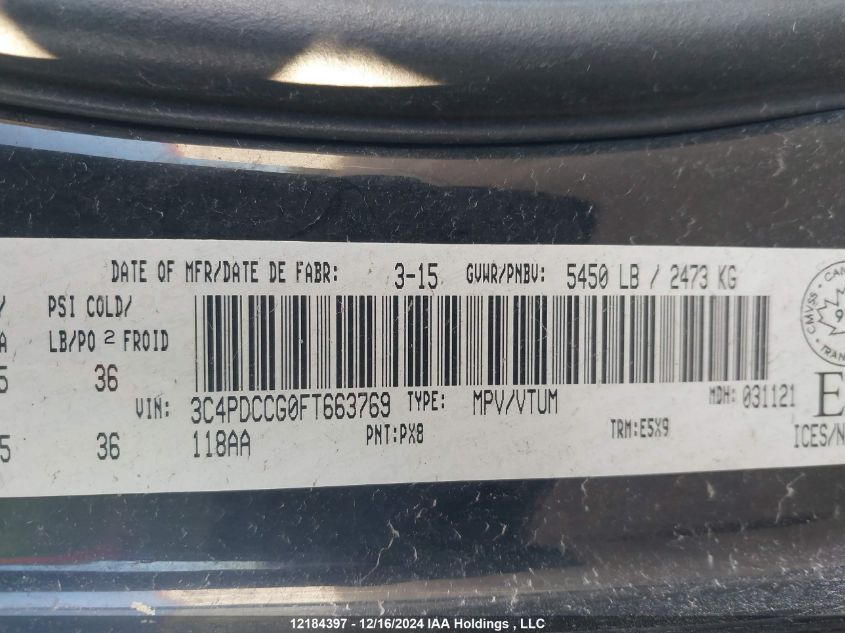 DATE OF MFR/DATE DE FABR: 3-15 GVWR/PNBV: 5450 LB / 2473 KG
PSI COLD/
LB/PO 2 FROID
36
VIN: 3C4PDCCG0FT663769 TYPE: MPV/VTUM MDH: 031121
36 118AA PNT:PX8 TRM:E5X9
ICES/N
CMVSS
12184397 - 12/16/2024 IAA Holdings , LLC